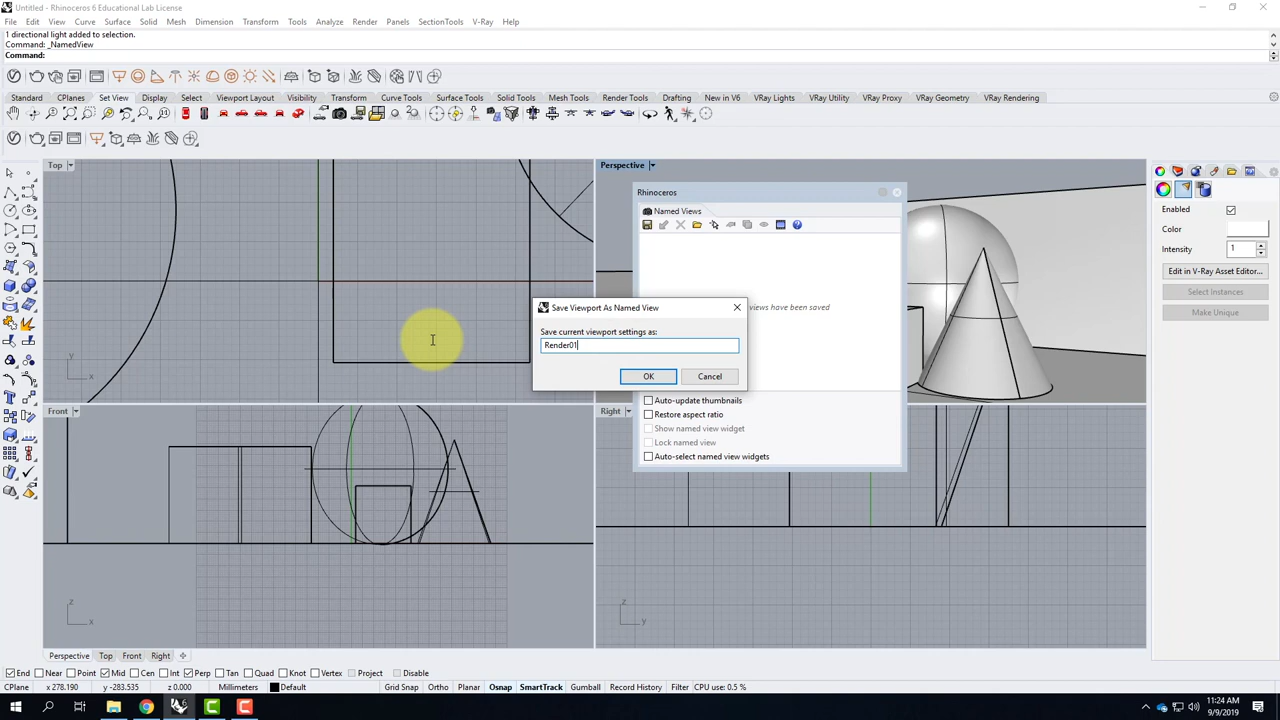 Untitled - Rhinoceros 6 Educational Lab License
File Edit View Curve Surface Solid Mesh Dimension Transform Tools Analyze Render Panels SectionTools V-Ray Help
1 directional light added to selection.
Command: _NamedView
Command:
Standard CPlanes Set View Display Select Viewport Layout Visibility Transform Curve Tools Surface Tools Solid Tools Mesh Tools Render Tools Drafting New in V6 VRay Lights VRay Utility VRay Proxy VRay Geometry VRay Rendering
Top
Perspective
Rhinoceros
Named Views
views have been saved
Save Viewport As Named View
Save current viewport settings as:
Render01
OK Cancel
Auto-update thumbnails
Restore aspect ratio
Show named view widget
Lock named view
Auto-select named view widgets
Enabled
Color
Intensity 1
Edit in V-Ray Asset Editor...
Select Instances
Make Unique
y
x
Front
Right
z
x
z
y
Perspective Top Front Right
End Near Point Mid Cen Int Perp Tan Quad Knot Vertex Project Disable
CPlane x 278.190 y -283.535 z 0.000 Millimeters Default Grid Snap Ortho Planar Osnap SmartTrack Gumball Record History Filter CPU use: 0.5 %
11:24 AM
9/9/2019